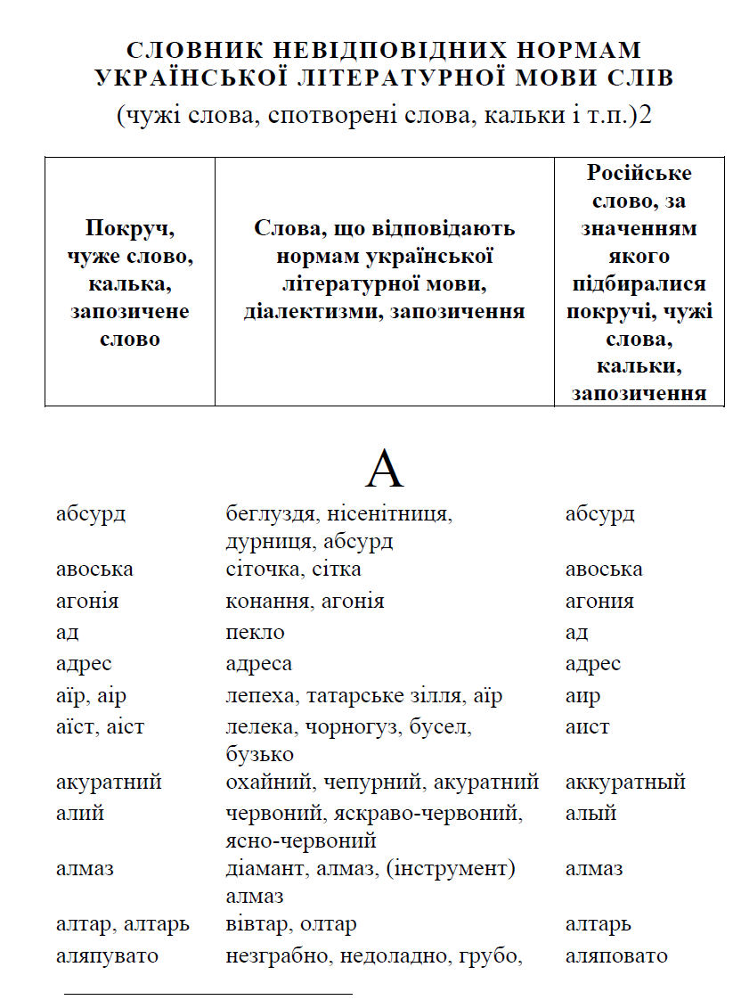 СЛОВНИК НЕВІДПОВІДНИХ НОРМАМ
УКРАЇНСЬКОЇ ЛІТЕРАТУРНОЇ МОВИ СЛІВ
(чужі слова, спотворені слова, кальки і т.п.)2
Покруч,
чуже слово,
калька,
запозичене
слово
Слова, що відповідають
нормам української
літературної мови,
діалектизми, запозичення
Російське
слово, за
значенням
якого
підбиралися
покручі, чужі
слова,
кальки,
запозичення
А
абсурд беглуздя, нісенітниця, абсурд
дурниця, абсурд
авоська сіточка, сітка авоська
агонія конання, агонія агония
ад пекло ад
адрес адреса адрес
аїр, аір лепеха, татарське зілля, аїр аир
аїст, аіст лелека, чорногуз, бусел, аист
бузько
акуратний охайний, чепурний, акуратний аккуратный
алий червоний, яскраво-червоний, алый
ясно-червоний
алмаз діамант, алмаз, (інструмент) алмаз
алмаз
алтар, алтарь вівтар, олтар алтарь
аляпувато незграбно, недоладно, грубо, аляповато